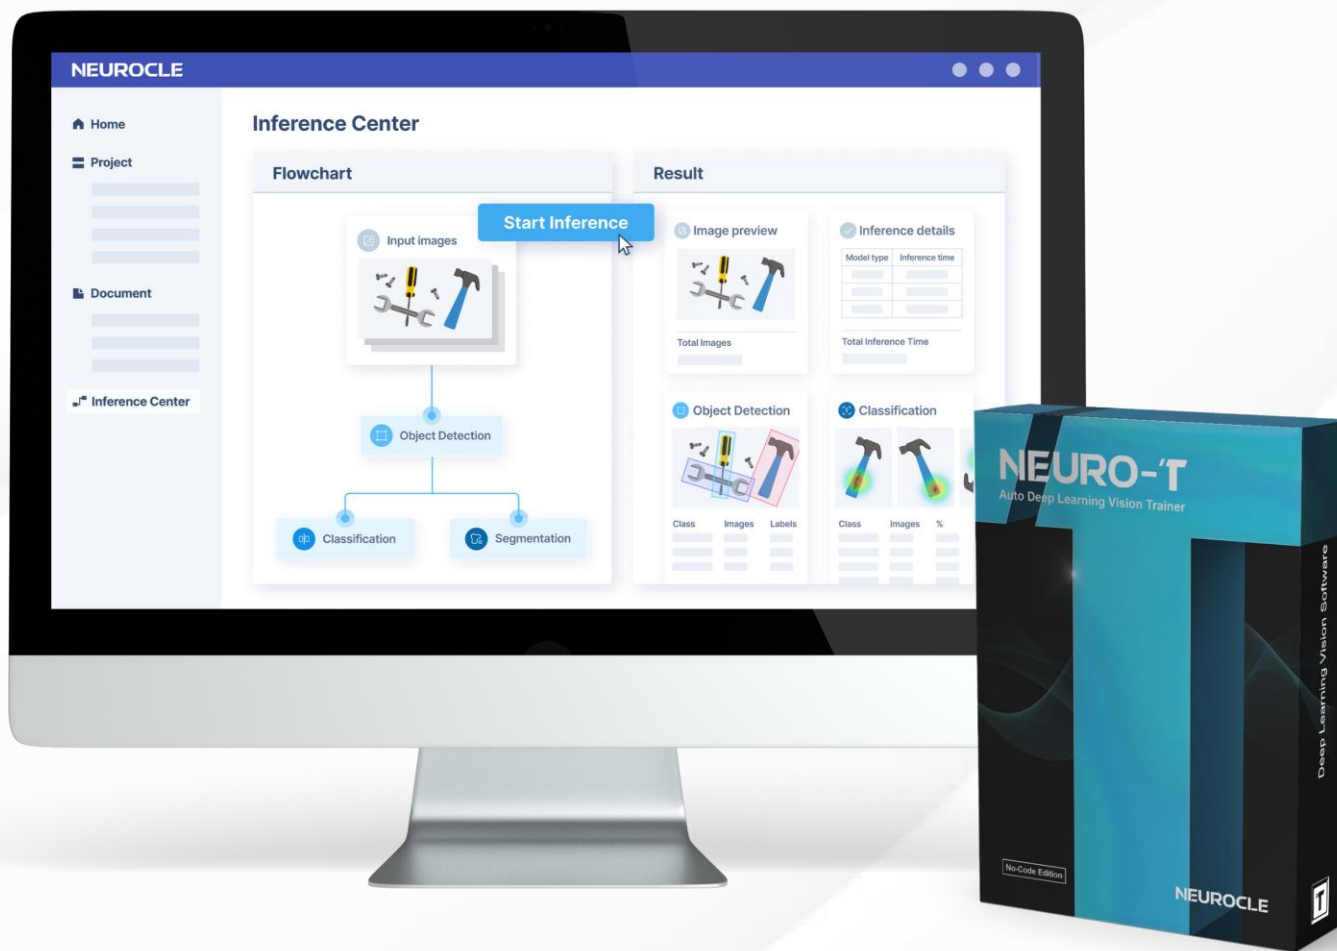 NEUROCLE
Home
Project
Document
Inference Center
Inference Center
Flowchart
Input images
Start Inference
Object Detection
Classification
Segmentation
Result
Image preview
Total Images
Inference details
Model type Inference time
Total Inference Time
Object Detection
Class Images Labels
Classification
Class Images %
NEURO-T
Auto Deep Learning Vision Trainer
No-Code Edition
NEUROCLE
Deep Learning Vision Software
T